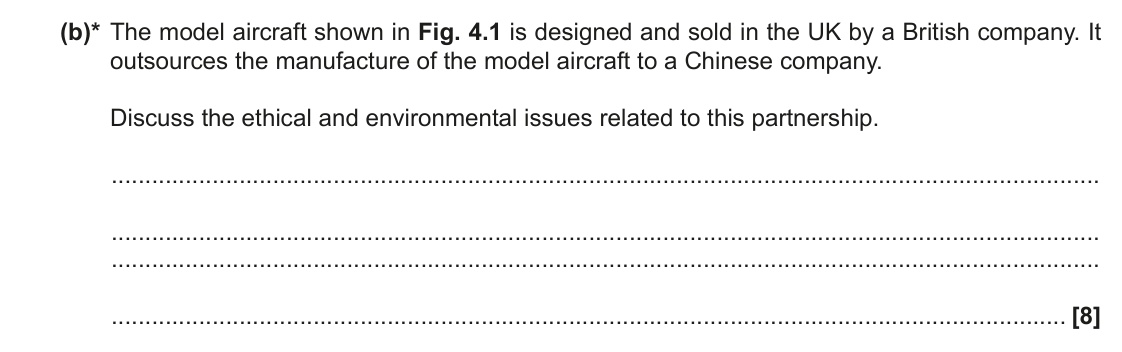 (b)* The model aircraft shown in Fig. 4.1 is designed and sold in the UK by a British company. It
outsources the manufacture of the model aircraft to a Chinese company.
Discuss the ethical and environmental issues related to this partnership.
....................................................................................................................................................
....................................................................................................................................................
....................................................................................................................................................
............................................................................................................................................... [8]